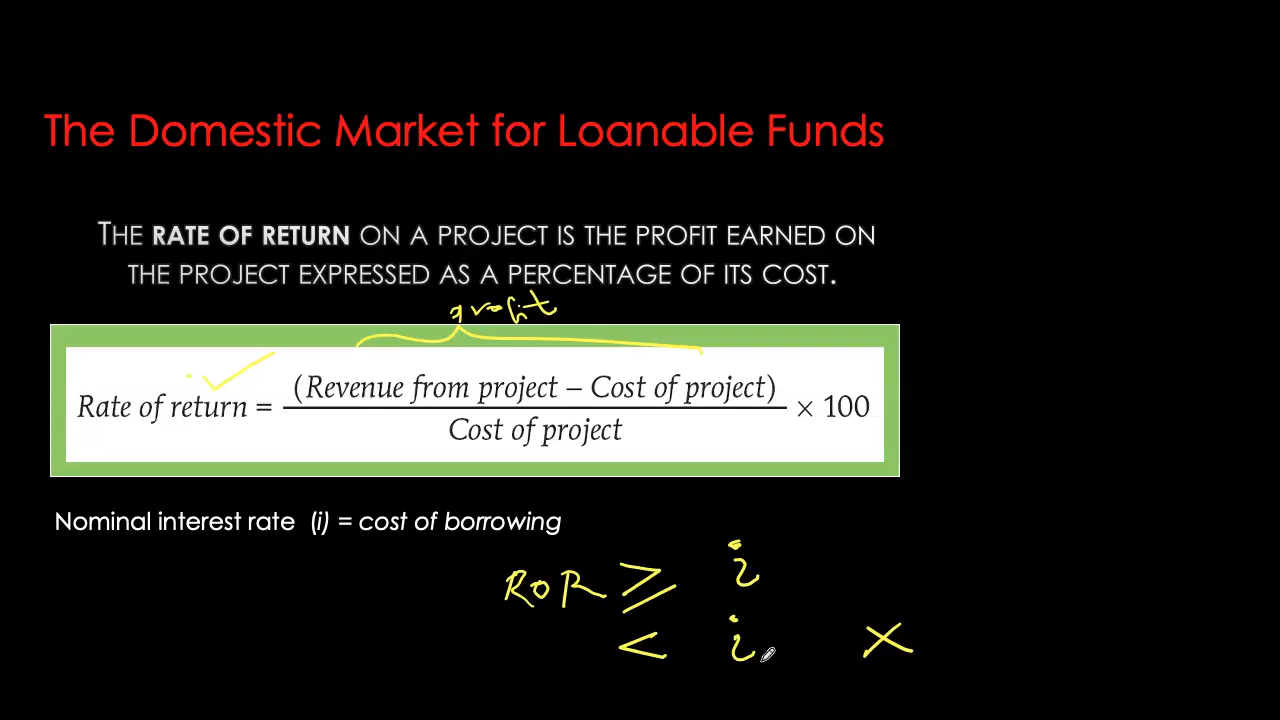 The Domestic Market for Loanable Funds
THE RATE OF RETURN ON A PROJECT IS THE PROFIT EARNED ON
THE PROJECT EXPRESSED AS A PERCENTAGE OF ITS COST.
profit
Rate of return = (Revenue from project – Cost of project) / Cost of project × 100
Nominal interest rate (i) = cost of borrowing
ROR ≥ i
< i ×